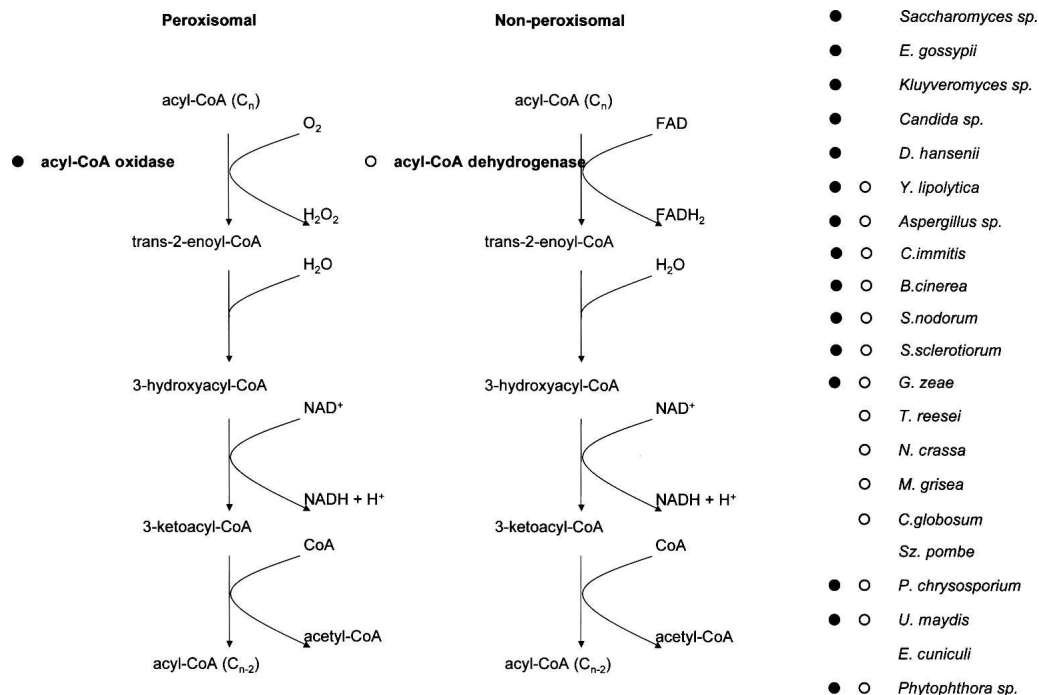 Peroxisomal
acyl-CoA (Cn)
O2
● acyl-CoA oxidase
H2O2
trans-2-enoyl-CoA
H2O
3-hydroxyacyl-CoA
NAD+
NADH + H+
3-ketoacyl-CoA
CoA
acetyl-CoA
acyl-CoA (Cn-2)
Non-peroxisomal
acyl-CoA (Cn)
FAD
○ acyl-CoA dehydrogenase
FADH2
trans-2-enoyl-CoA
H2O
3-hydroxyacyl-CoA
NAD+
NADH + H+
3-ketoacyl-CoA
CoA
acetyl-CoA
acyl-CoA (Cn-2)
● Saccharomyces sp.
● E. gossypii
● Kluyveromyces sp.
● Candida sp.
● D. hansenii
● ○ Y. lipolytica
● ○ Aspergillus sp.
● ○ C.immitis
● ○ B.cinerea
● ○ S.nodorum
● ○ S.sclerotiorum
● ○ G. zeae
○ T. reesei
○ N. crassa
○ M. grisea
○ C.globosum
Sz. pombe
● ○ P. chrysosporium
● ○ U. maydis
E. cuniculi
● ○ Phytophthora sp.